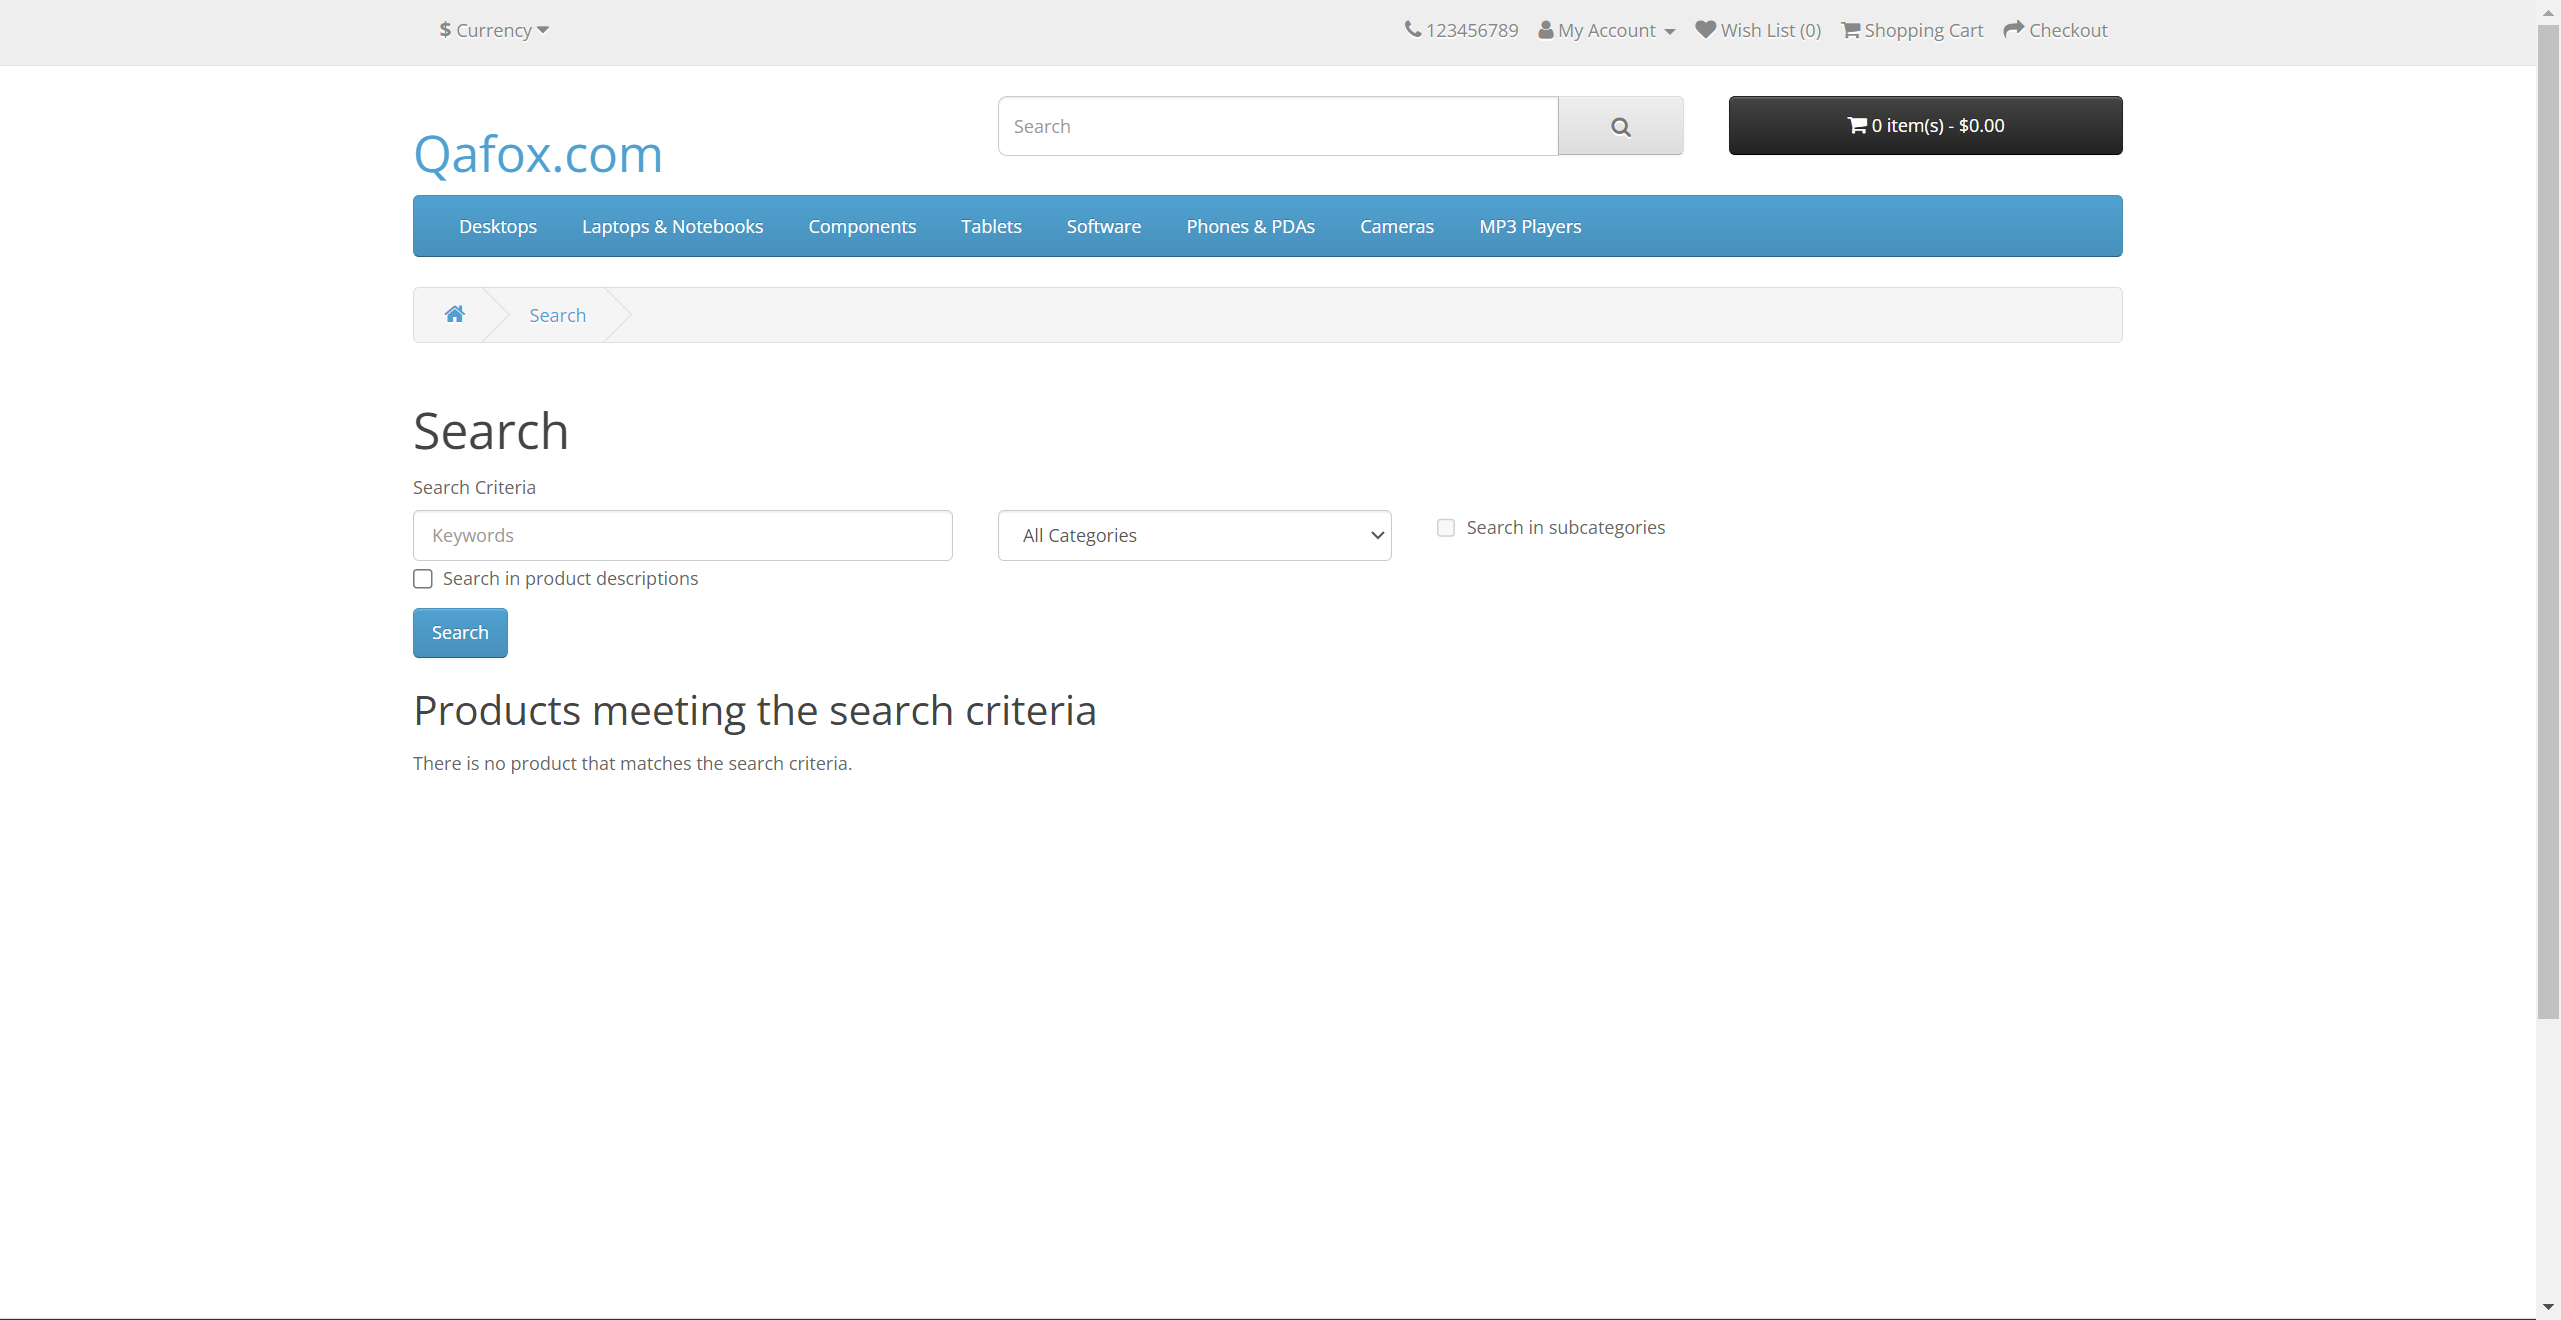 $ Currency
123456789 My Account Wish List (0) Shopping Cart Checkout
Qafox.com
Search
0 item(s) - $0.00
Desktops Laptops & Notebooks Components Tablets Software Phones & PDAs Cameras MP3 Players
Search
Search
Search Criteria
Keywords
All Categories
Search in subcategories
Search in product descriptions
Search
Products meeting the search criteria
There is no product that matches the search criteria.